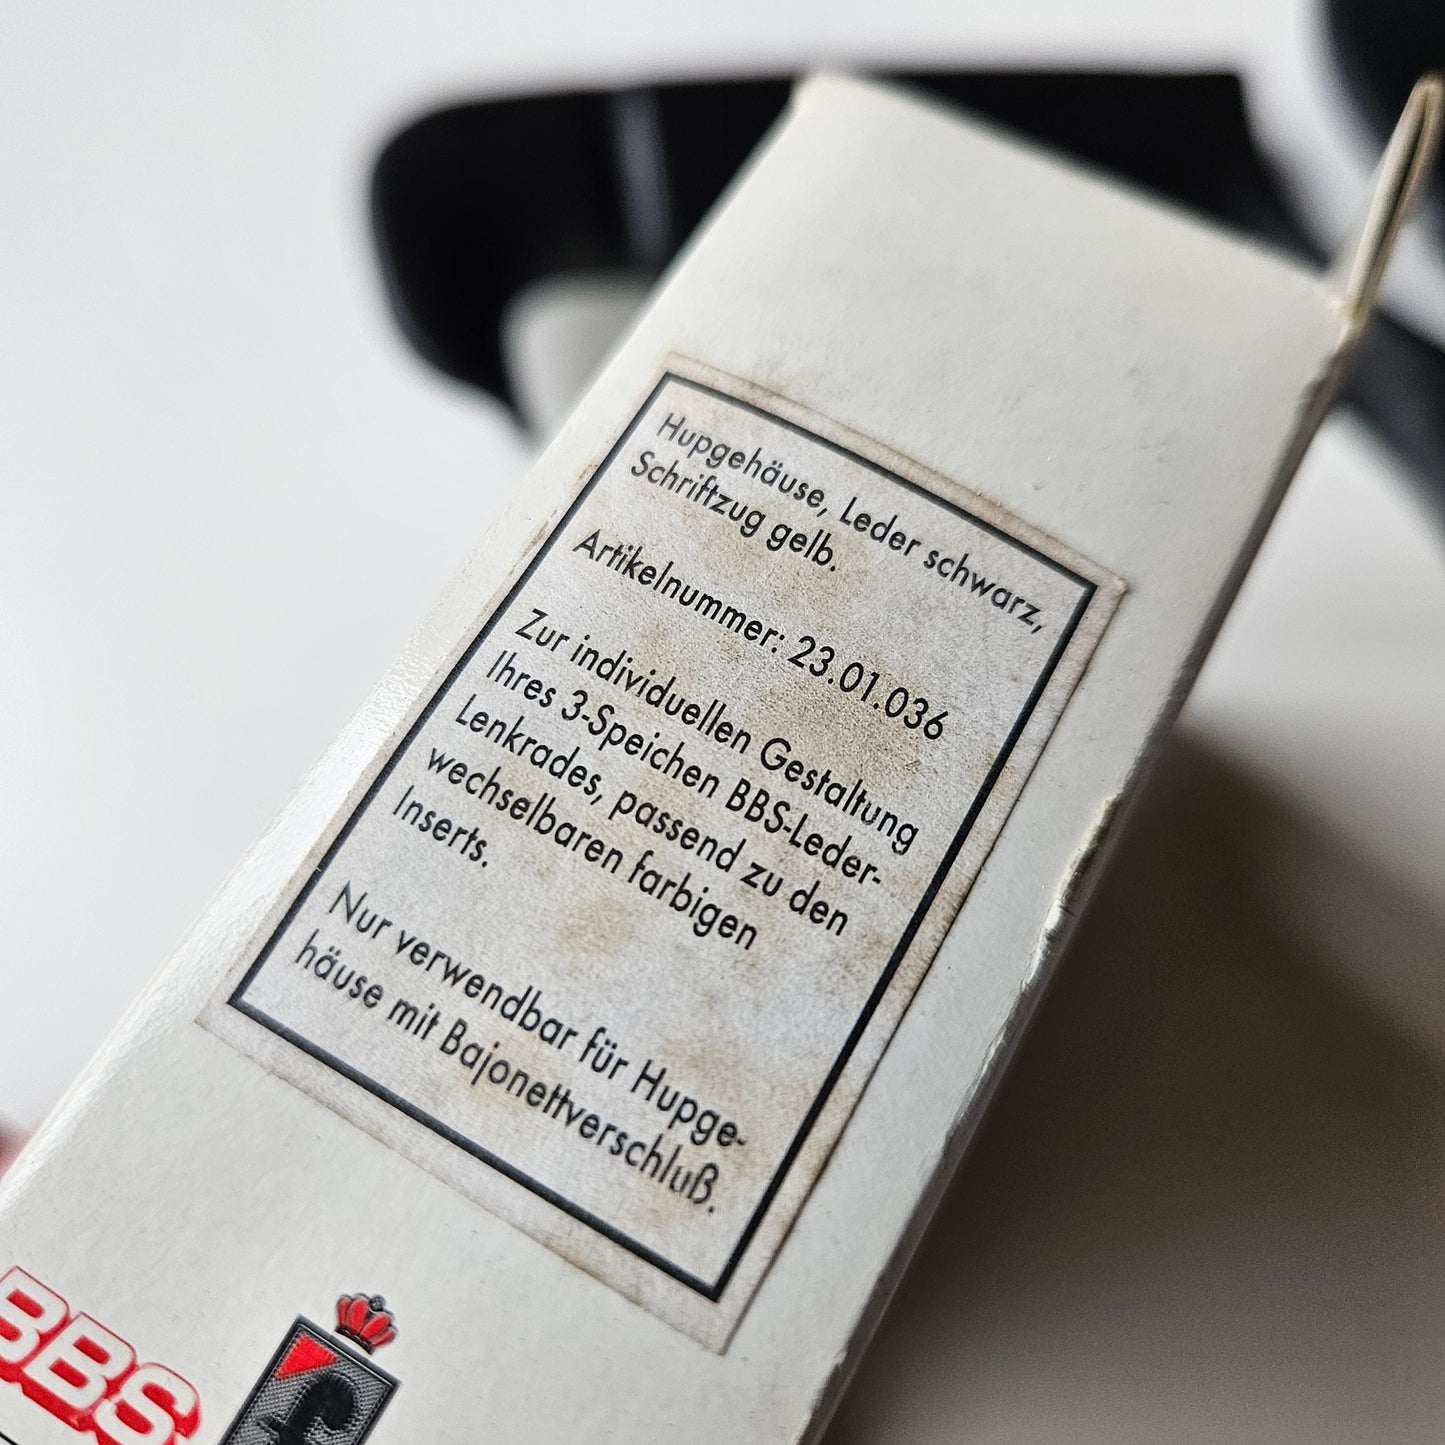 Hupgehäuse, Leder schwarz,
Schriftzug gelb.
Artikelnummer: 23.01.036
Zur individuellen Gestaltung
Ihres 3-Speichen BBS-Leder-
Lenkrades, passend zu den
wechselbaren farbigen
Inserts.
Nur verwendbar für Hupge-
häuse mit Bajonettverschluß.
BBS